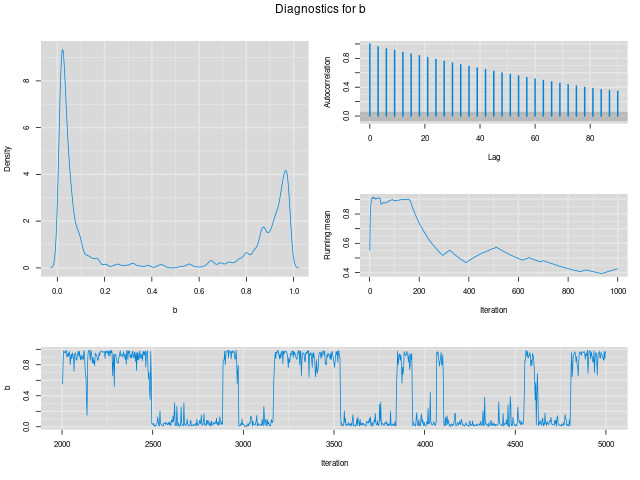 Diagnostics for b
Density
0 2 4 6 8
0.0 0.2 0.4 0.6 0.8 1.0
b
Autocorrelation
0.0 0.4 0.8
0 20 40 60 80
Lag
Running mean
0.4 0.6 0.8
0 200 400 600 800 1000
Iteration
b
0.0 0.4 0.8
2000 2500 3000 3500 4000 4500 5000
Iteration